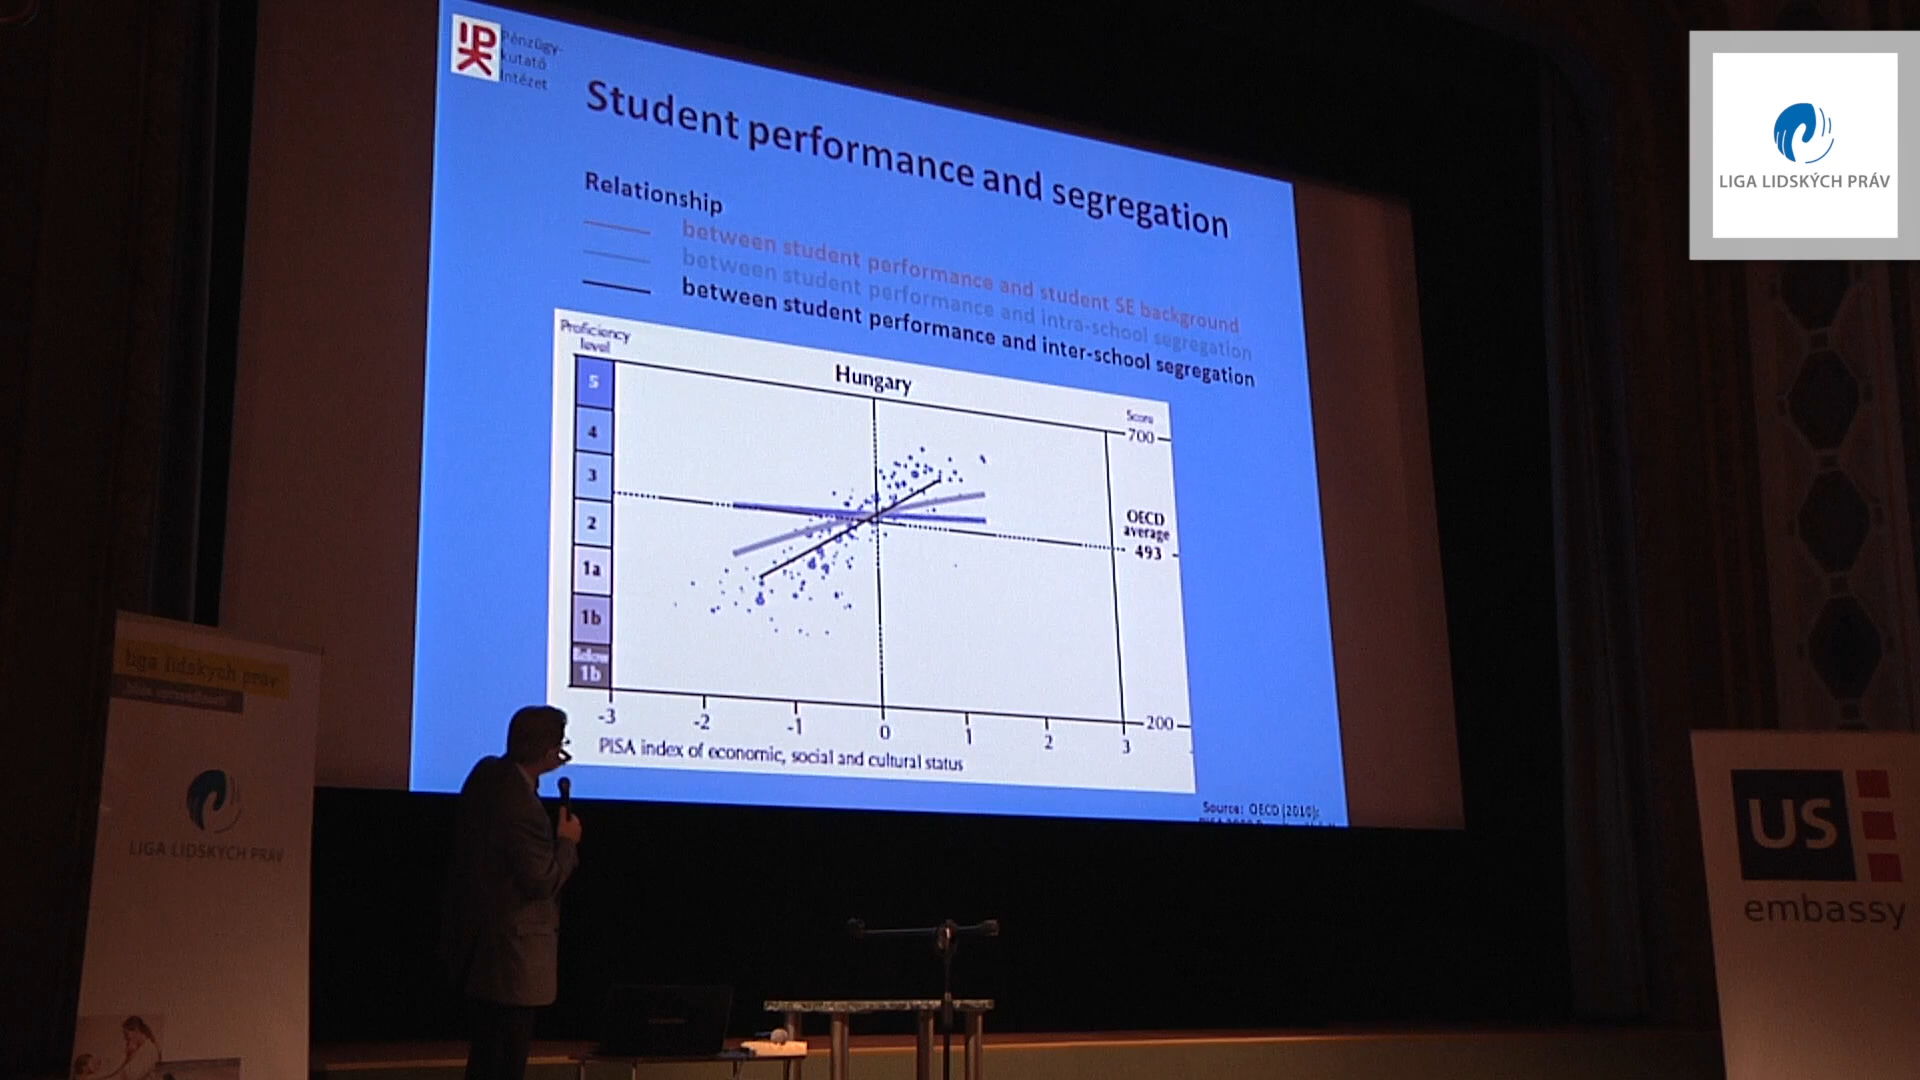 Pénzügy-
kutató
Intézet
Student performance and segregation
Relationship
between student performance and student SE background
between student performance and intra-school segregation
between student performance and inter-school segregation
Proficiency
level
Hungary
Score
5
4
3
2
1a
1b
Below
1b
700
OECD
average
493
200
-3 -2 -1 0 1 2 3
PISA index of economic, social and cultural status
Source: OECD (2010):
LIGA LIDSKÝCH PRÁV
liga lidských práv
LIGA LIDSKÝCH PRÁV
US
embassy